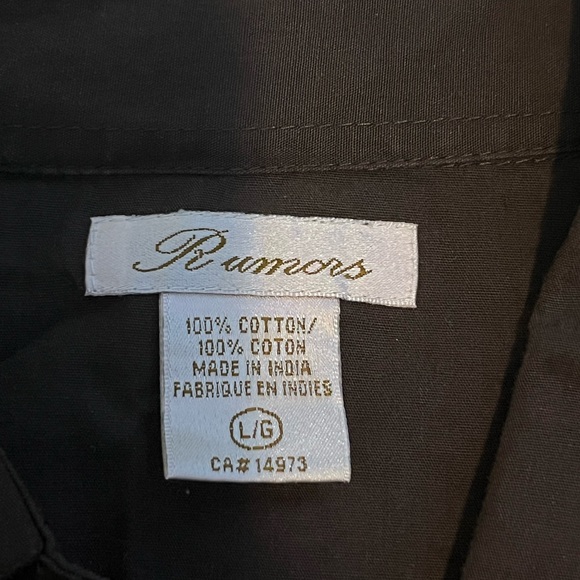 Rumors
100% COTTON/
100% COTON
MADE IN INDIA
FABRIQUE EN INDIES
L/G
CA# 14973